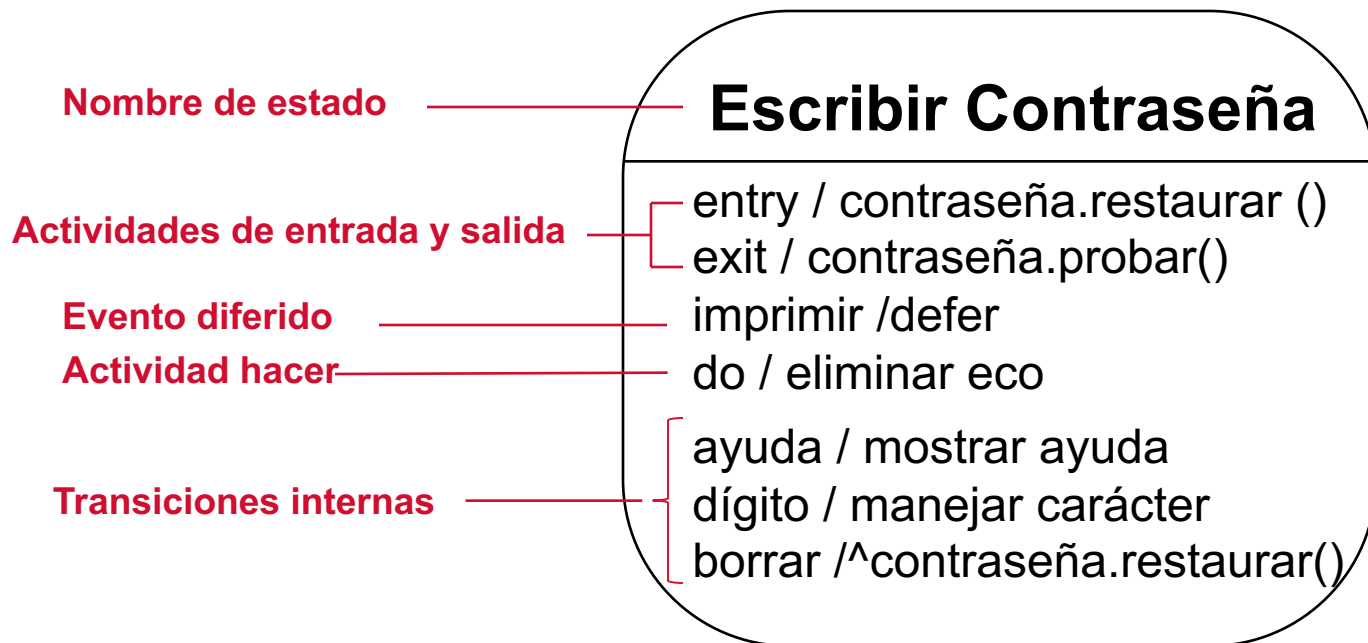 Nombre de estado
Escribir Contraseña
Actividades de entrada y salida
entry / contraseña.restaurar ()
exit / contraseña.probar()
Evento diferido
imprimir /defer
Actividad hacer
do / eliminar eco
Transiciones internas
ayuda / mostrar ayuda
dígito / manejar carácter
borrar /^contraseña.restaurar()